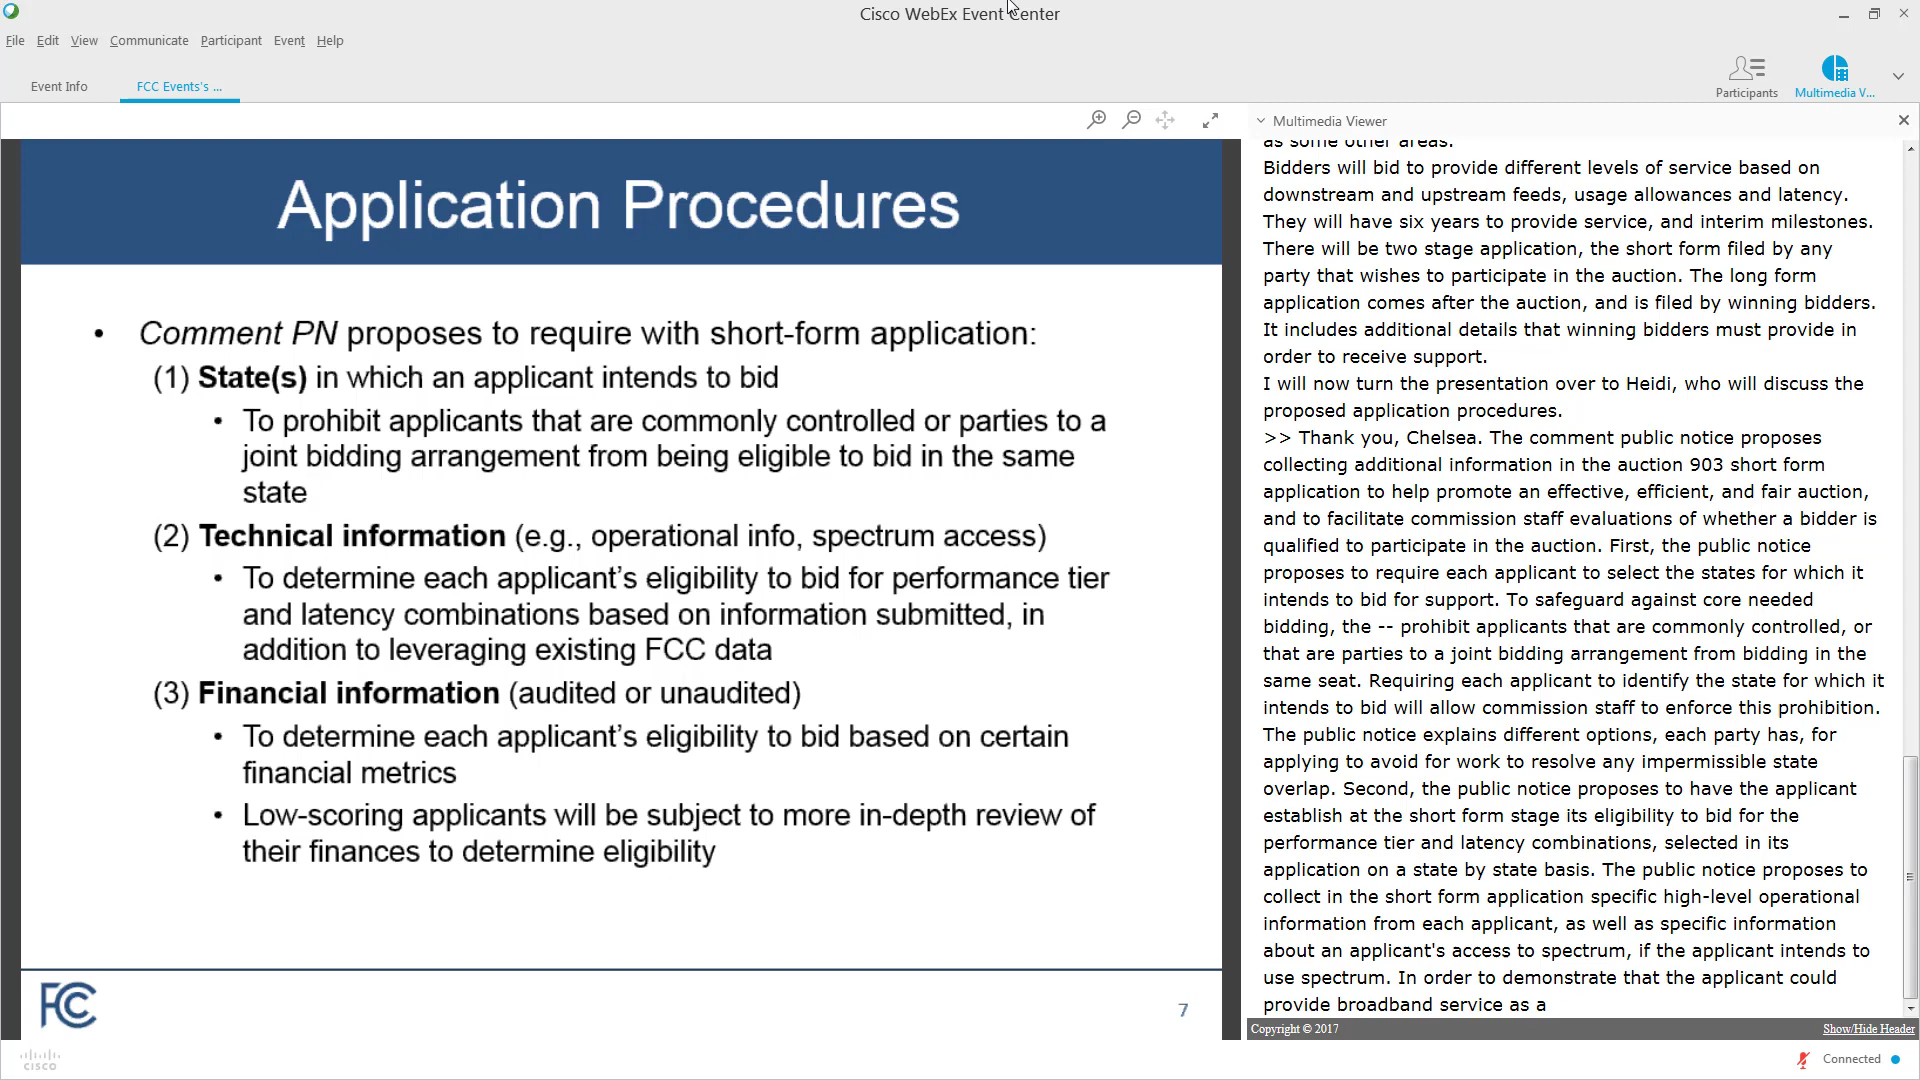 Cisco WebEx Event Center
File Edit View Communicate Participant Event Help
Event Info
FCC Events's ...
Participants
Multimedia V...
Application Procedures
• Comment PN proposes to require with short-form application:
(1) State(s) in which an applicant intends to bid
• To prohibit applicants that are commonly controlled or parties to a
joint bidding arrangement from being eligible to bid in the same
state
(2) Technical information (e.g., operational info, spectrum access)
• To determine each applicant’s eligibility to bid for performance tier
and latency combinations based on information submitted, in
addition to leveraging existing FCC data
(3) Financial information (audited or unaudited)
• To determine each applicant’s eligibility to bid based on certain
financial metrics
• Low-scoring applicants will be subject to more in-depth review of
their finances to determine eligibility
FCC
7
cisco
Multimedia Viewer
as some other areas.
Bidders will bid to provide different levels of service based on
downstream and upstream feeds, usage allowances and latency.
They will have six years to provide service, and interim milestones.
There will be two stage application, the short form filed by any
party that wishes to participate in the auction. The long form
application comes after the auction, and is filed by winning bidders.
It includes additional details that winning bidders must provide in
order to receive support.
I will now turn the presentation over to Heidi, who will discuss the
proposed application procedures.
>> Thank you, Chelsea. The comment public notice proposes
collecting additional information in the auction 903 short form
application to help promote an effective, efficient, and fair auction,
and to facilitate commission staff evaluations of whether a bidder is
qualified to participate in the auction. First, the public notice
proposes to require each applicant to select the states for which it
intends to bid for support. To safeguard against core needed
bidding, the -- prohibit applicants that are commonly controlled, or
that are parties to a joint bidding arrangement from bidding in the
same seat. Requiring each applicant to identify the state for which it
intends to bid will allow commission staff to enforce this prohibition.
The public notice explains different options, each party has, for
applying to avoid for work to resolve any impermissible state
overlap. Second, the public notice proposes to have the applicant
establish at the short form stage its eligibility to bid for the
performance tier and latency combinations, selected in its
application on a state by state basis. The public notice proposes to
collect in the short form application specific high-level operational
information from each applicant, as well as specific information
about an applicant's access to spectrum, if the applicant intends to
use spectrum. In order to demonstrate that the applicant could
provide broadband service as a
Copyright © 2017
Show/Hide Header
Connected